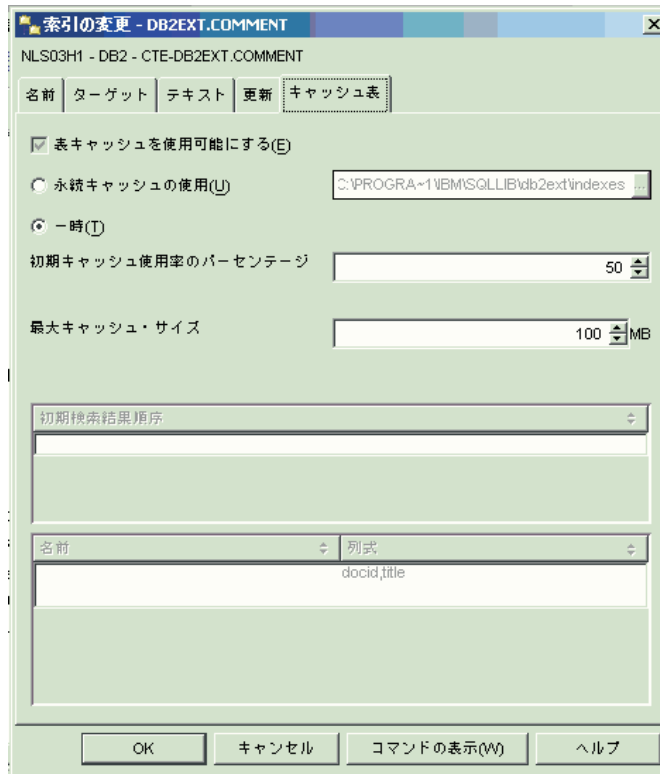 索引の変更 - DB2EXT.COMMENT
NLS03H1 - DB2 - CTE-DB2EXT.COMMENT
名前 ターゲット テキスト 更新 キャッシュ表
表キャッシュを使用可能にする(E)
永続キャッシュの使用(U) C:\PROGRA~1\IBM\SQLLIB\db2ext\indexes ...
一時(T)
初期キャッシュ使用率のパーセンテージ 50
最大キャッシュ・サイズ 100 MB
初期検索結果順序
名前 列式
docid,title
OK キャンセル コマンドの表示(W) ヘルプ